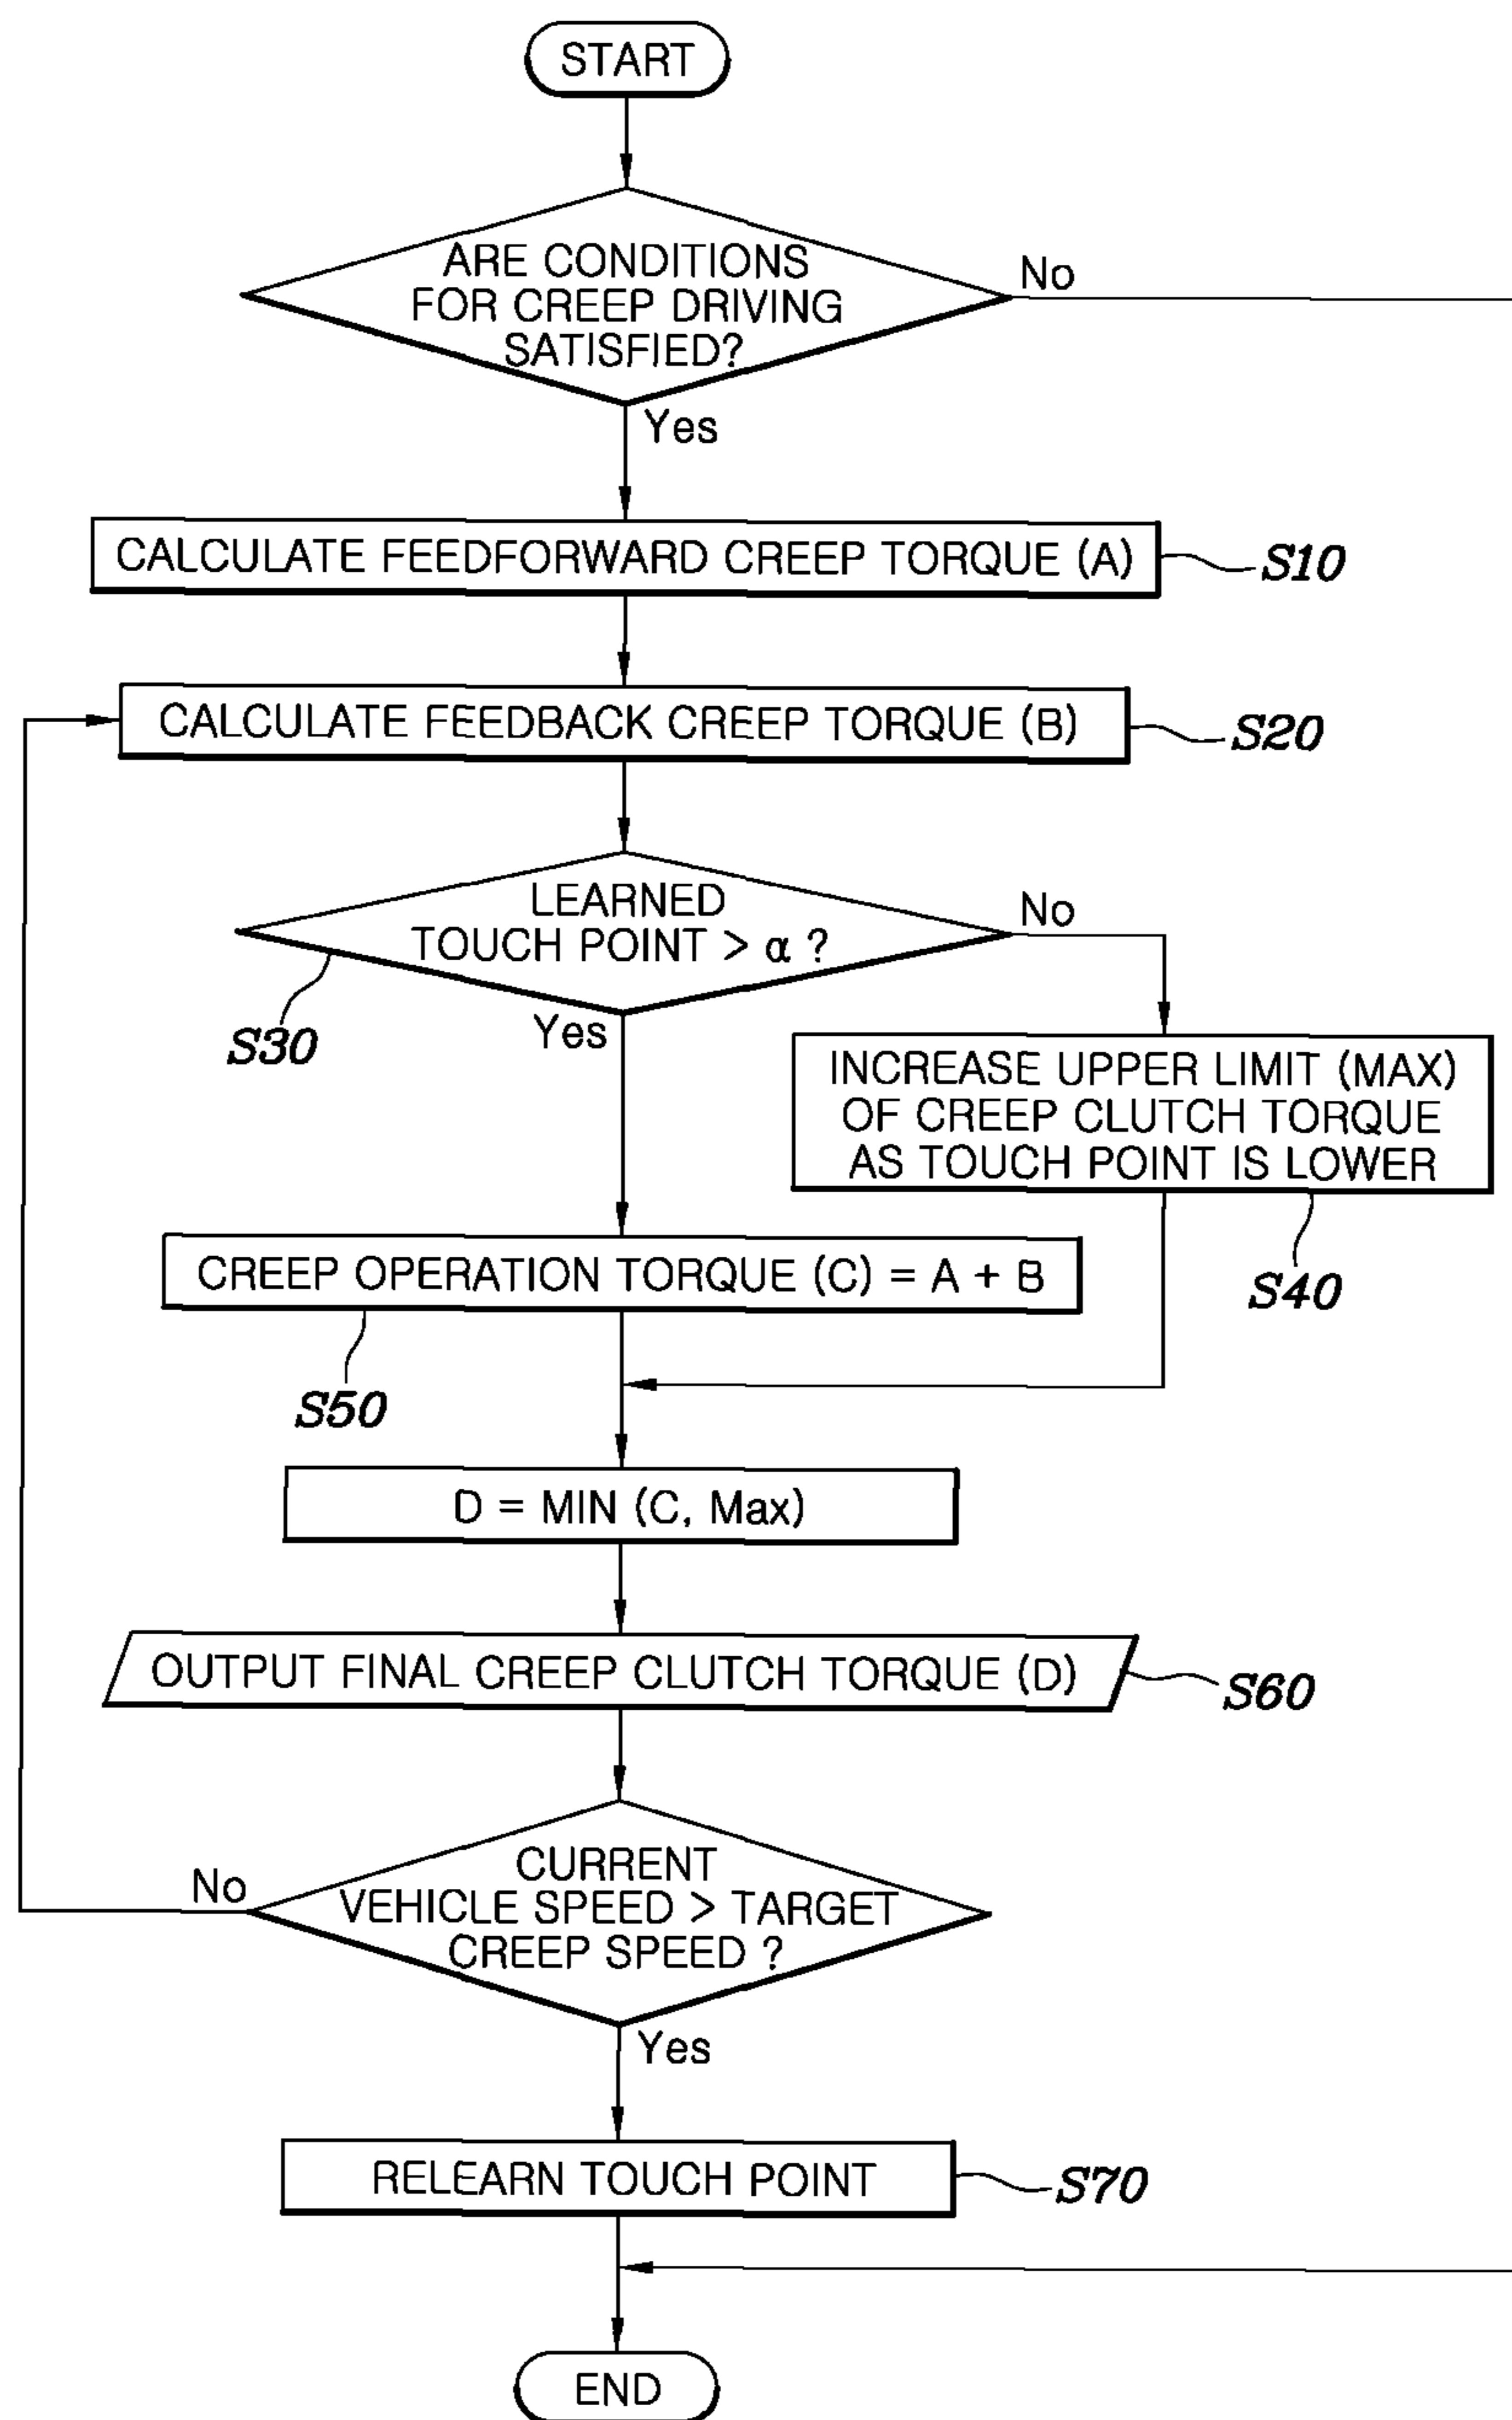 START
ARE CONDITIONS
FOR CREEP DRIVING
SATISFIED?
No
Yes
CALCULATE FEEDFORWARD CREEP TORQUE (A)
S10
CALCULATE FEEDBACK CREEP TORQUE (B)
S20
LEARNED
TOUCH POINT > α ?
No
S30
Yes
INCREASE UPPER LIMIT (MAX)
OF CREEP CLUTCH TORQUE
AS TOUCH POINT IS LOWER
S40
CREEP OPERATION TORQUE (C) = A + B
S50
D = MIN (C, Max)
OUTPUT FINAL CREEP CLUTCH TORQUE (D)
S60
CURRENT
VEHICLE SPEED > TARGET
CREEP SPEED ?
No
Yes
RELEARN TOUCH POINT
S70
END